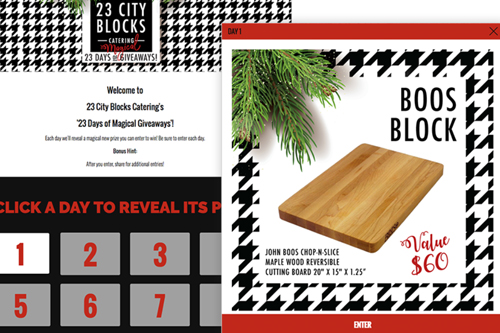 23 CITY
BLOCKS
CATERING
Magical
23 DAYS of GIVEAWAYS!
Welcome to
23 City Blocks Catering's
'23 Days of Magical Giveaways'!
Each day we'll reveal a magical new prize you can enter to win! Be sure to enter each day.
Bonus Hint:
After you enter, share for additional entries!
CLICK A DAY TO REVEAL ITS P
1
2
3
5
6
7
DAY 1
BOOS
BLOCK
JOHN BOOS CHOP-N-SLICE
MAPLE WOOD REVERSIBLE
CUTTING BOARD 20" X 15" X 1.25"
Value
$60
ENTER